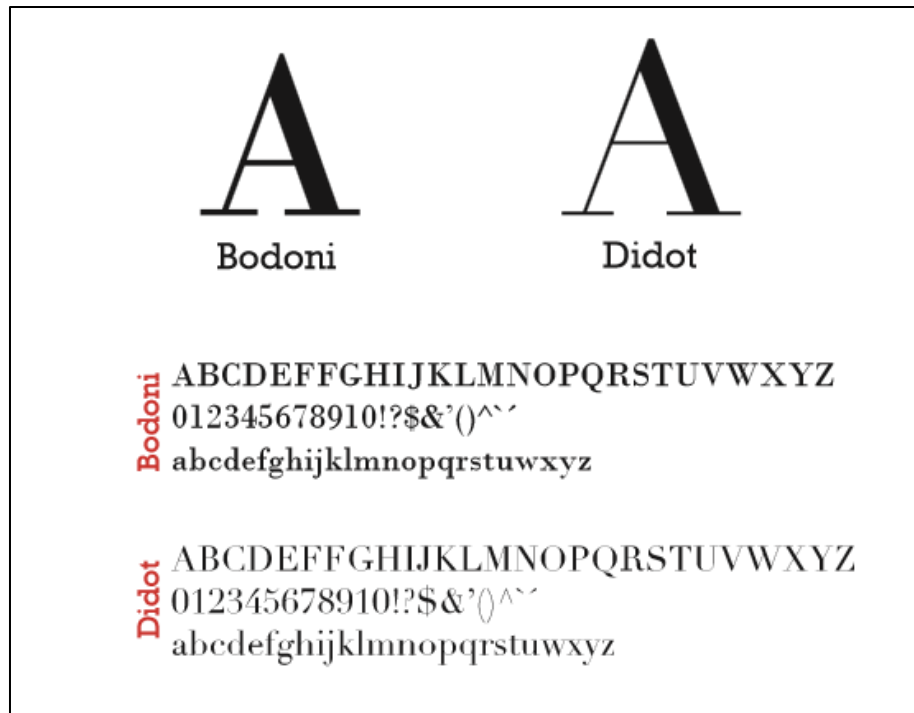 A A
Bodoni Didot
Bodoni
ABCDEFFGHIJKLMNOPQRSTUVWXYZ
012345678910!?$&'()^`´
abcdefghijklmnopqrstuwxyz
Didot
ABCDEFFGHIJKLMNOPQRSTUVWXYZ
012345678910!?$&'()^`´
abcdefghijklmnopqrstuwxyz